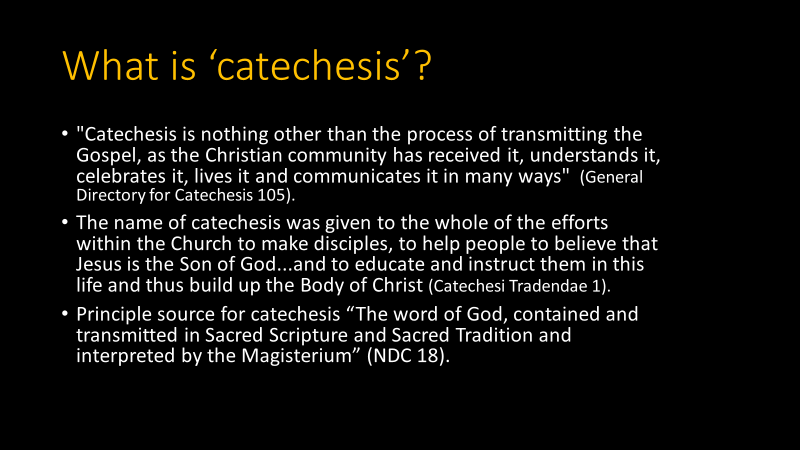 What is ‘catechesis’?
• "Catechesis is nothing other than the process of transmitting the
Gospel, as the Christian community has received it, understands it,
celebrates it, lives it and communicates it in many ways" (General
Directory for Catechesis 105).
• The name of catechesis was given to the whole of the efforts
within the Church to make disciples, to help people to believe that
Jesus is the Son of God...and to educate and instruct them in this
life and thus build up the Body of Christ (Catechesi Tradendae 1).
• Principle source for catechesis “The word of God, contained and
transmitted in Sacred Scripture and Sacred Tradition and
interpreted by the Magisterium” (NDC 18).